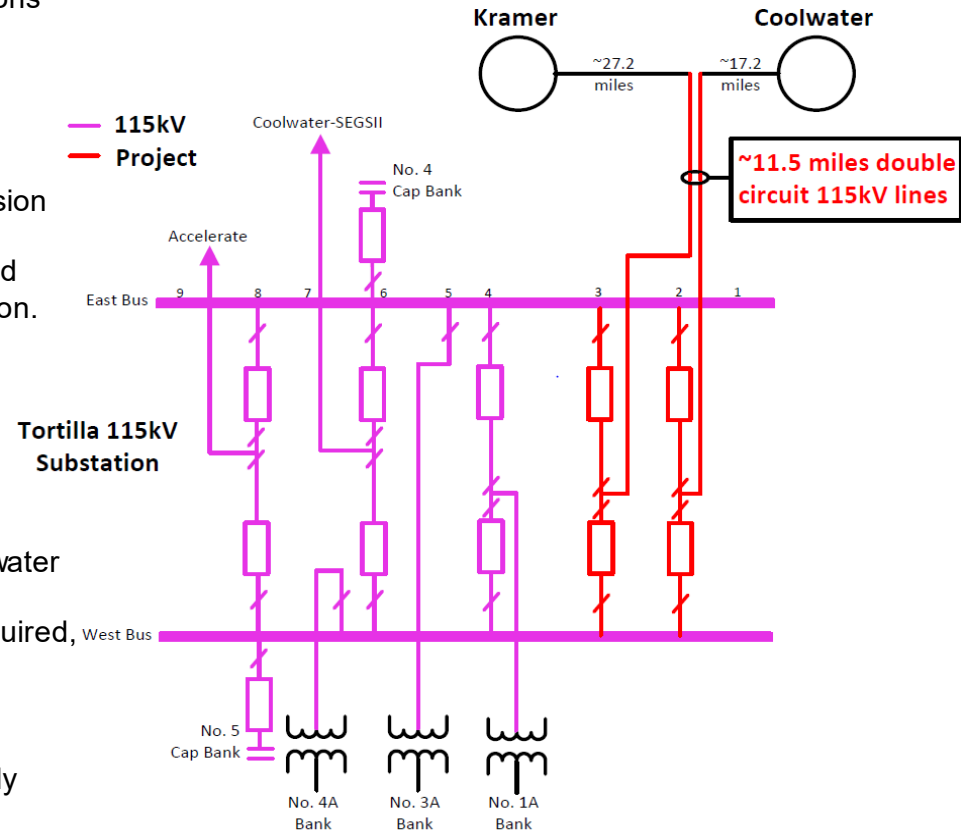 ons
sion
d
on.
water
uired,
ly
Kramer
Coolwater
~27.2
miles
~17.2
miles
115kV
Project
Coolwater-SEGSII
No. 4
Cap Bank
~11.5 miles double
circuit 115kV lines
Accelerate
East Bus
9 8 7 6 5 4 3 2 1
Tortilla 115kV
Substation
West Bus
No. 5
Cap Bank
No. 4A
Bank
No. 3A
Bank
No. 1A
Bank